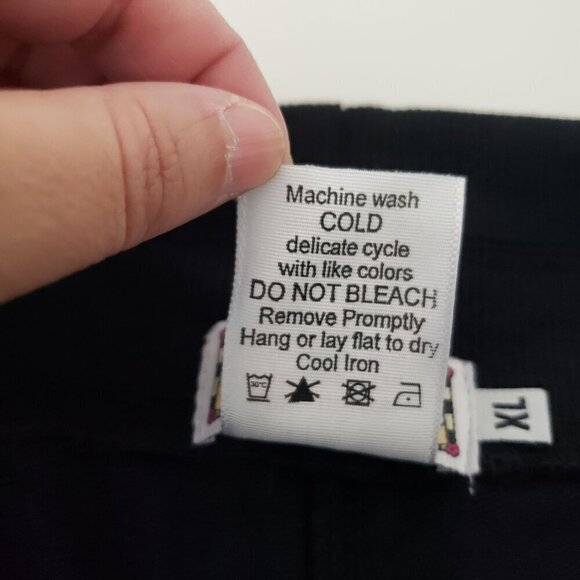 Machine wash
COLD
delicate cycle
with like colors
DO NOT BLEACH
Remove Promptly
Hang or lay flat to dry
Cool Iron
30°C
XL